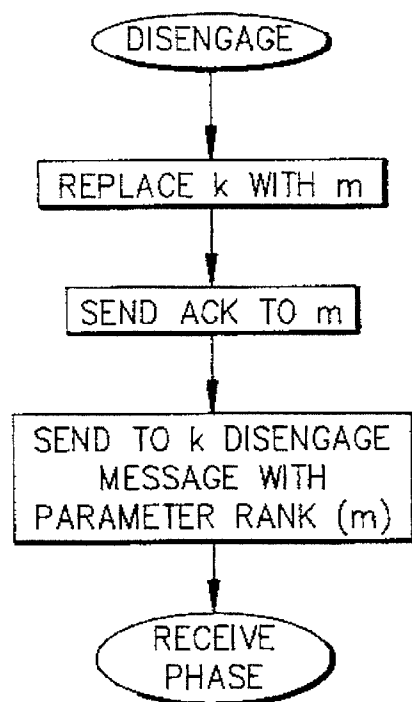 DISENGAGE
REPLACE k WITH m
SEND ACK TO m
SEND TO k DISENGAGE
MESSAGE WITH
PARAMETER RANK (m)
RECEIVE
PHASE